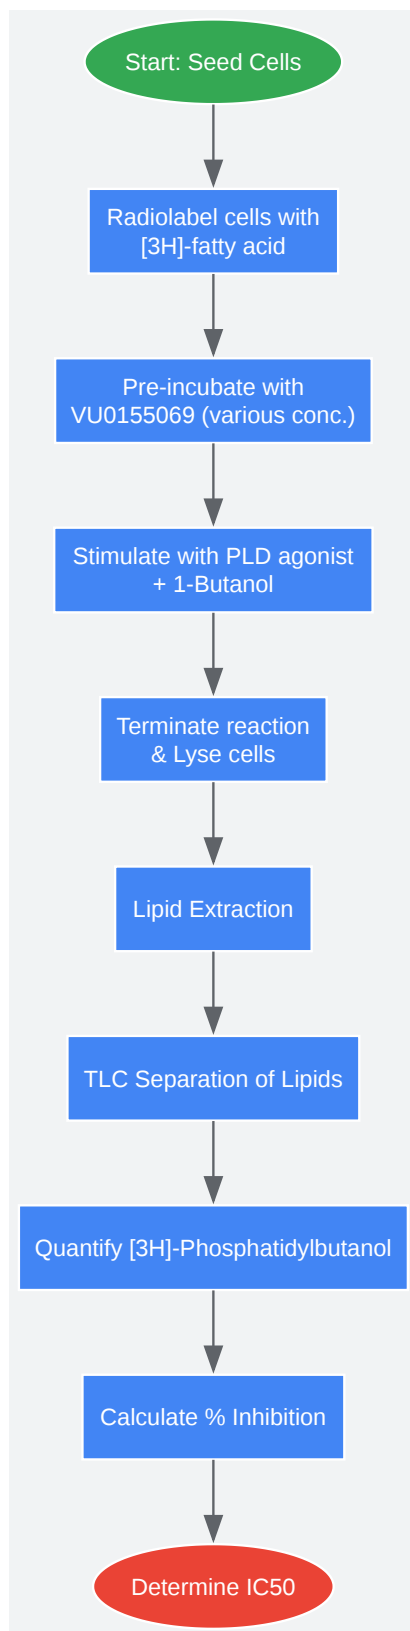 Start: Seed Cells
Radiolabel cells with
[3H]-fatty acid
Pre-incubate with
VU0155069 (various conc.)
Stimulate with PLD agonist
+ 1-Butanol
Terminate reaction
& Lyse cells
Lipid Extraction
TLC Separation of Lipids
Quantify [3H]-Phosphatidylbutanol
Calculate % Inhibition
Determine IC50